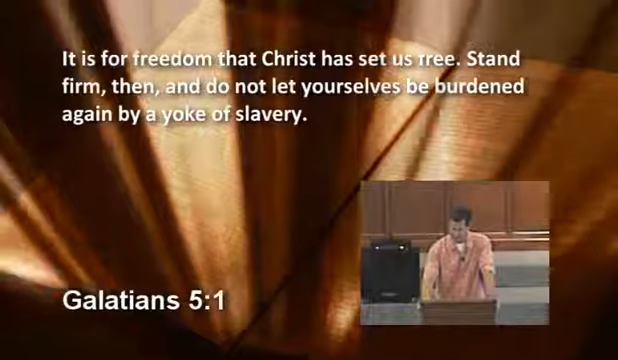 It is for freedom that Christ has set us free. Stand
firm, then, and do not let yourselves be burdened
again by a yoke of slavery.
Galatians 5:1